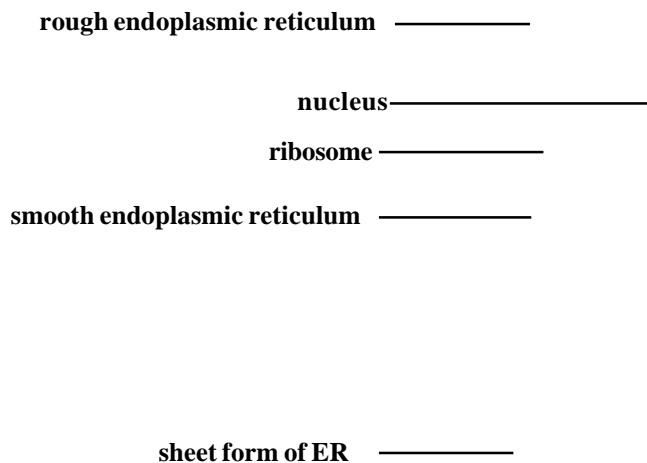 rough endoplasmic reticulum
nucleus
ribosome
smooth endoplasmic reticulum
sheet form of ER